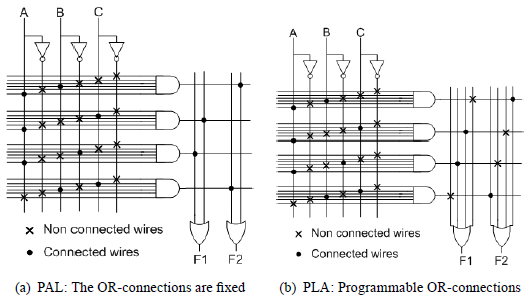 A B C
A B C
× Non connected wires
• Connected wires
F1 F2
× Non connected wires
• Connected wires
F1 F2
(a) PAL: The OR-connections are fixed
(b) PLA: Programmable OR-connections